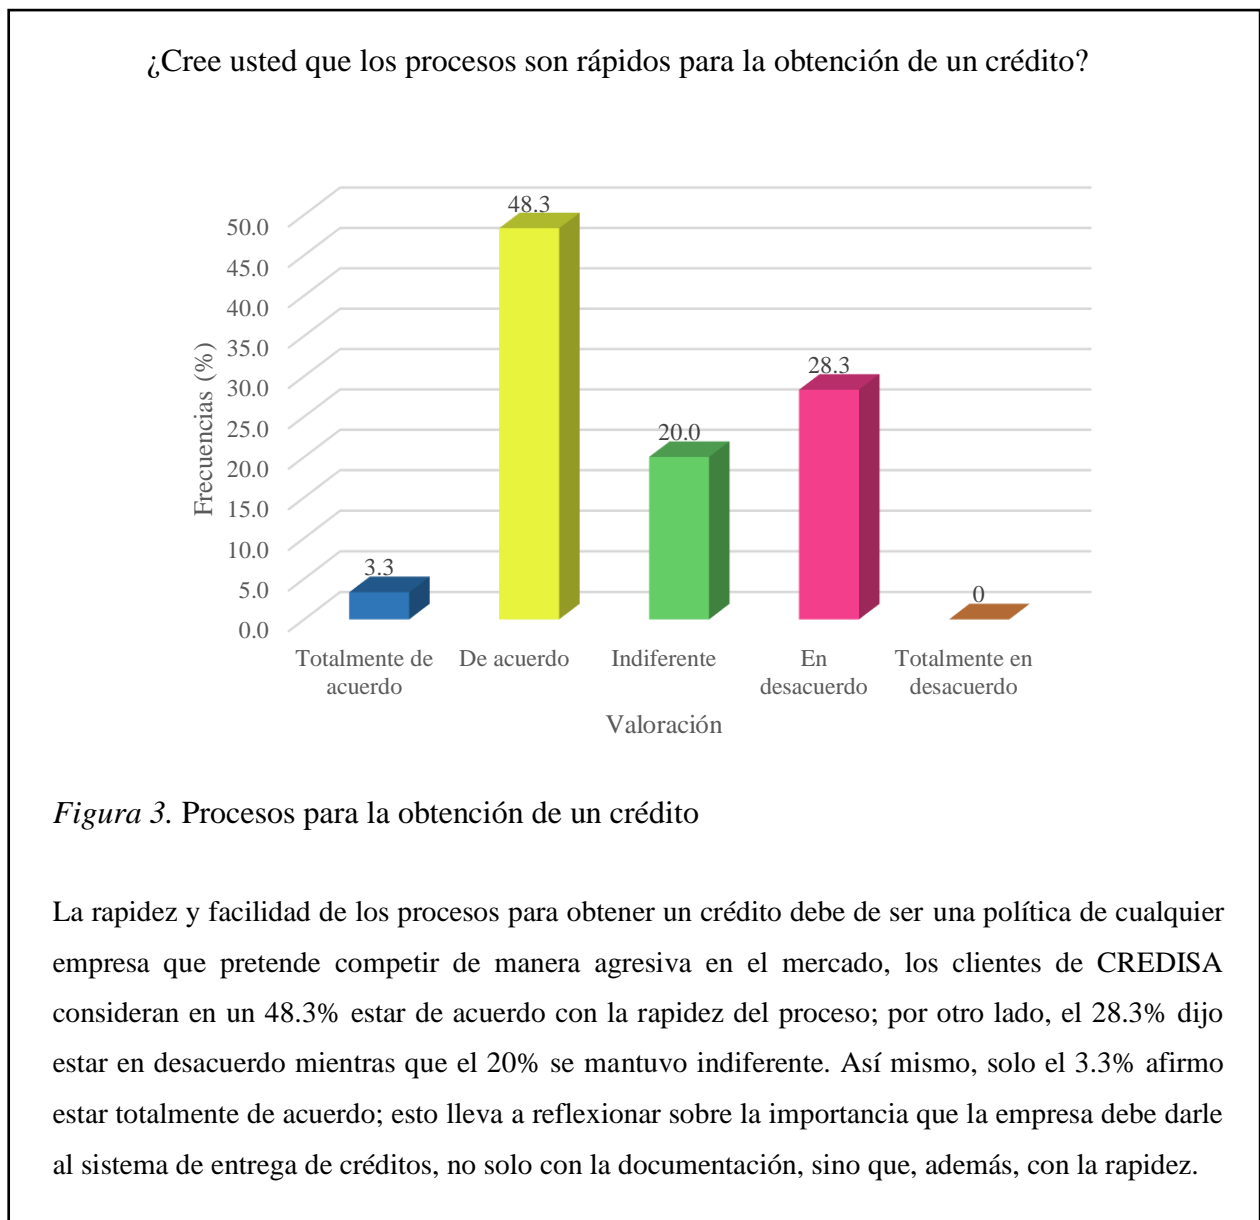 ¿Cree usted que los procesos son rápidos para la obtención de un crédito?
48.3
50.0
45.0
40.0
35.0
28.3
30.0
25.0
20.0
20.0
15.0
10.0
3.3
5.0
0
0.0
Frecuencias (%)
Totalmente de acuerdo
De acuerdo
Indiferente
En desacuerdo
Totalmente en desacuerdo
Valoración
Figura 3. Procesos para la obtención de un crédito
La rapidez y facilidad de los procesos para obtener un crédito debe de ser una política de cualquier
empresa que pretende competir de manera agresiva en el mercado, los clientes de CREDISA
consideran en un 48.3% estar de acuerdo con la rapidez del proceso; por otro lado, el 28.3% dijo
estar en desacuerdo mientras que el 20% se mantuvo indiferente. Así mismo, solo el 3.3% afirmo
estar totalmente de acuerdo; esto lleva a reflexionar sobre la importancia que la empresa debe darle
al sistema de entrega de créditos, no solo con la documentación, sino que, además, con la rapidez.